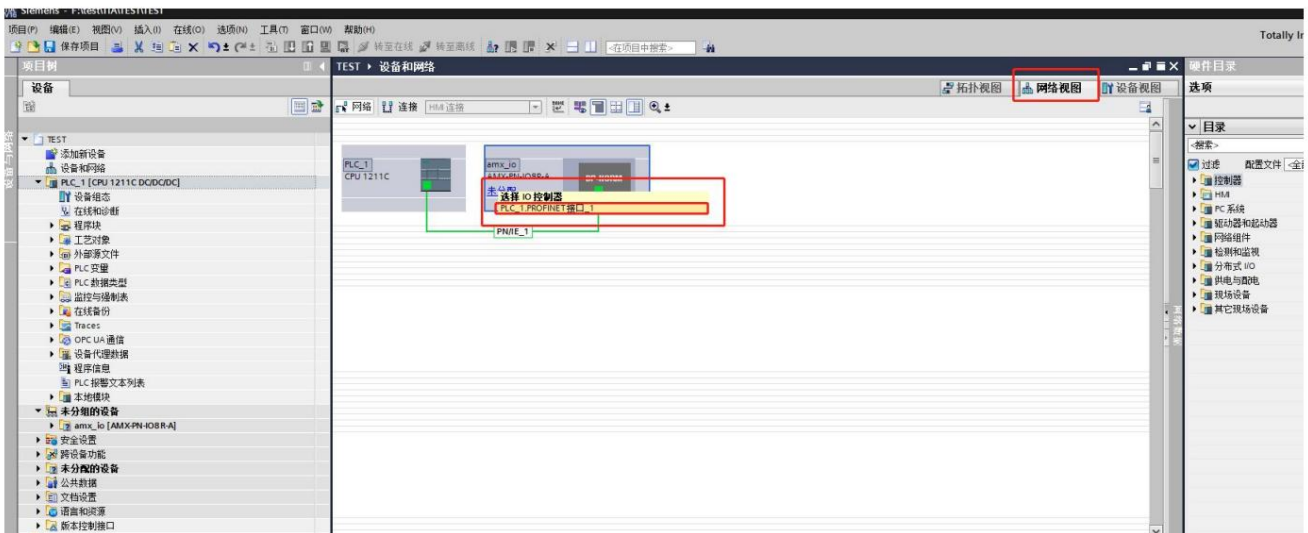 Siemens - F:\test\TIA\TEST\TEST
项目(P) 编辑(E) 视图(V) 插入(I) 在线(O) 选项(N) 工具(T) 窗口(W) 帮助(H)
保存项目 转至在线 转至离线 <在项目中搜索>
Totally In
项目树
TEST ▸ 设备和网络
硬件目录
设备
拓扑视图 网络视图 设备视图
选项
网络 连接 HMI 连接
目录
<搜索>
过滤 配置文件 <全
TEST
添加新设备
设备和网络
PLC_1 [CPU 1211C DC/DC/DC]
设备组态
在线和诊断
程序块
工艺对象
外部源文件
PLC 变量
PLC 数据类型
监控与强制表
在线备份
Traces
OPC UA 通信
设备代理数据
程序信息
PLC 报警文本列表
本地模块
未分组的设备
amx_io [AMX-PN-IO8R-A]
安全设置
跨设备功能
未分配的设备
公共数据
文档设置
语言和资源
版本控制接口
PLC_1
CPU 1211C
amx_io
AMX-PN-IO8R-A
DP-NORM
未分配
选择 IO 控制器
PLC_1.PROFINET接口_1
PN/IE_1
控制器
HMI
PC 系统
驱动器和起动器
网络组件
检测和监视
分布式 I/O
供电与配电
现场设备
其它现场设备